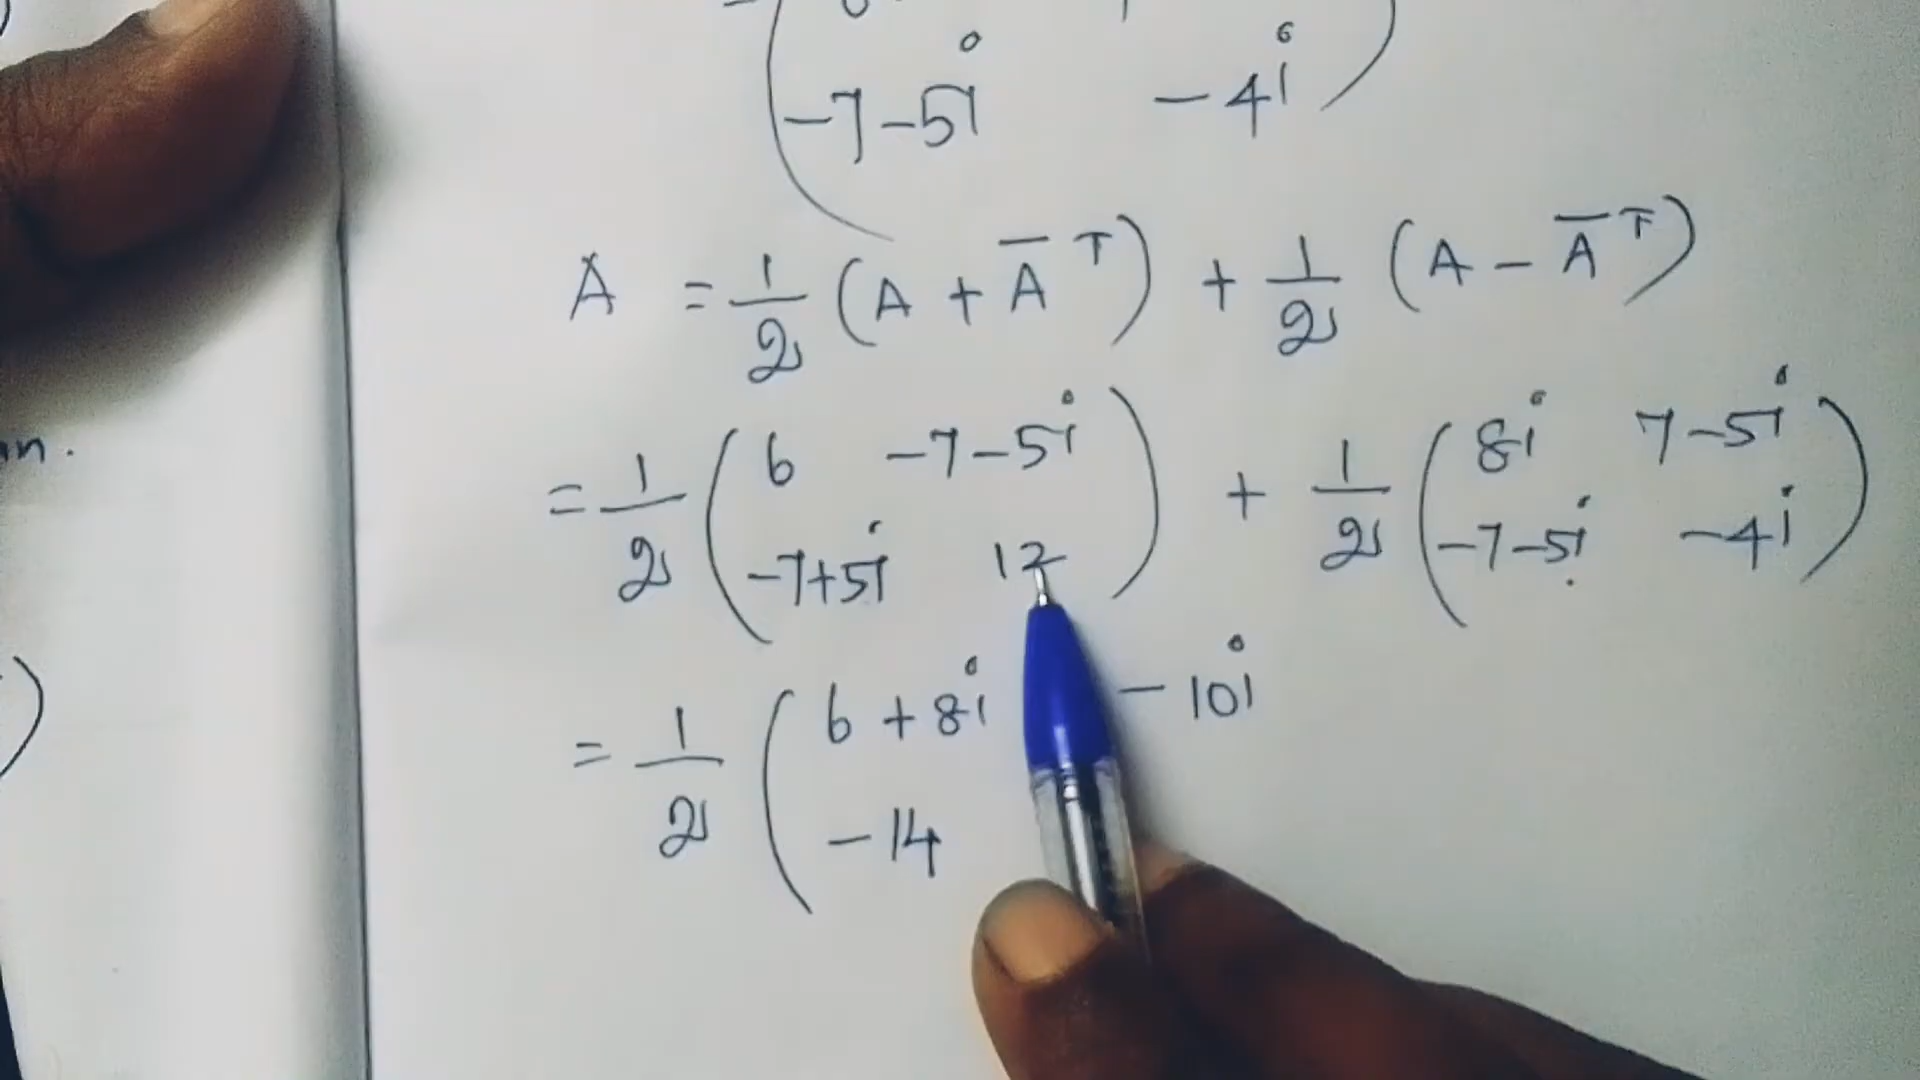 -7-5i   -4i
A = 1/2 (A + A̅ᵀ) + 1/2 (A - A̅ᵀ)
= 1/2 ( 6   -7-5i ) + 1/2 ( 8i   7-5i )
( -7+5i   12 )   ( -7-5i   -4i )
= 1/2 ( 6+8i   -10i
-14